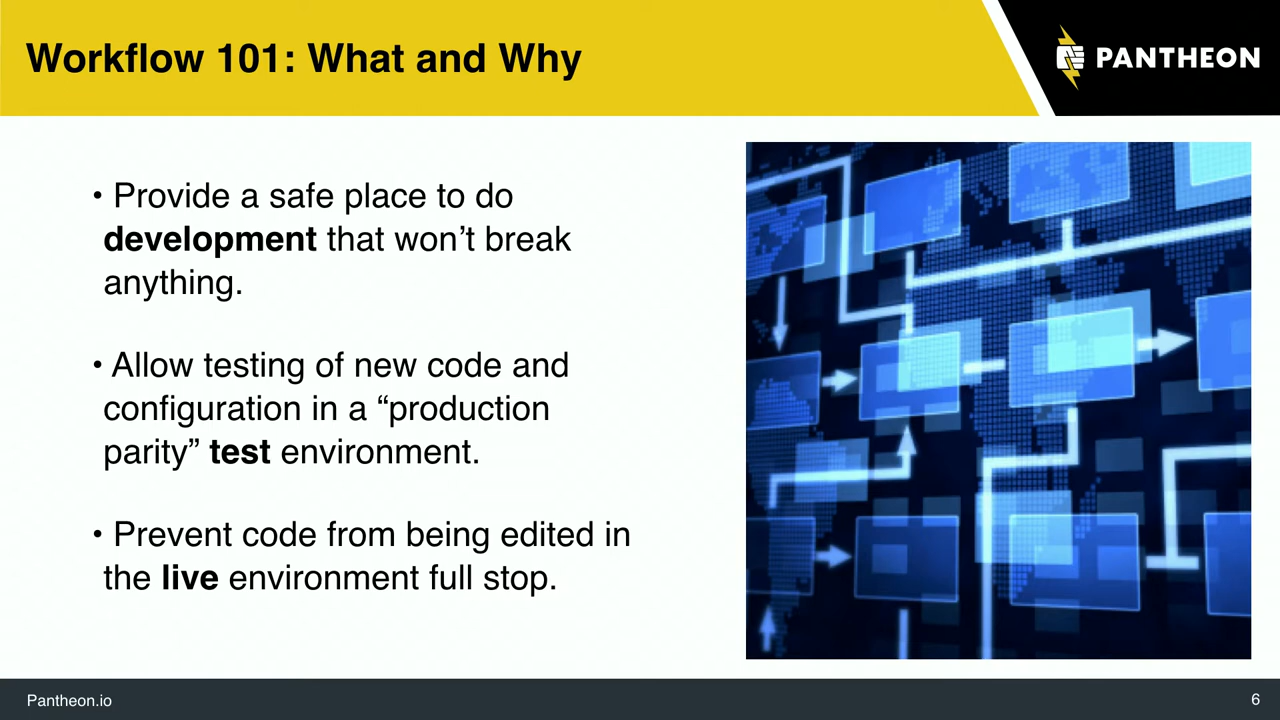 Workflow 101: What and Why
PANTHEON
• Provide a safe place to do
development that won’t break
anything.
• Allow testing of new code and
configuration in a “production
parity” test environment.
• Prevent code from being edited in
the live environment full stop.
Pantheon.io
6